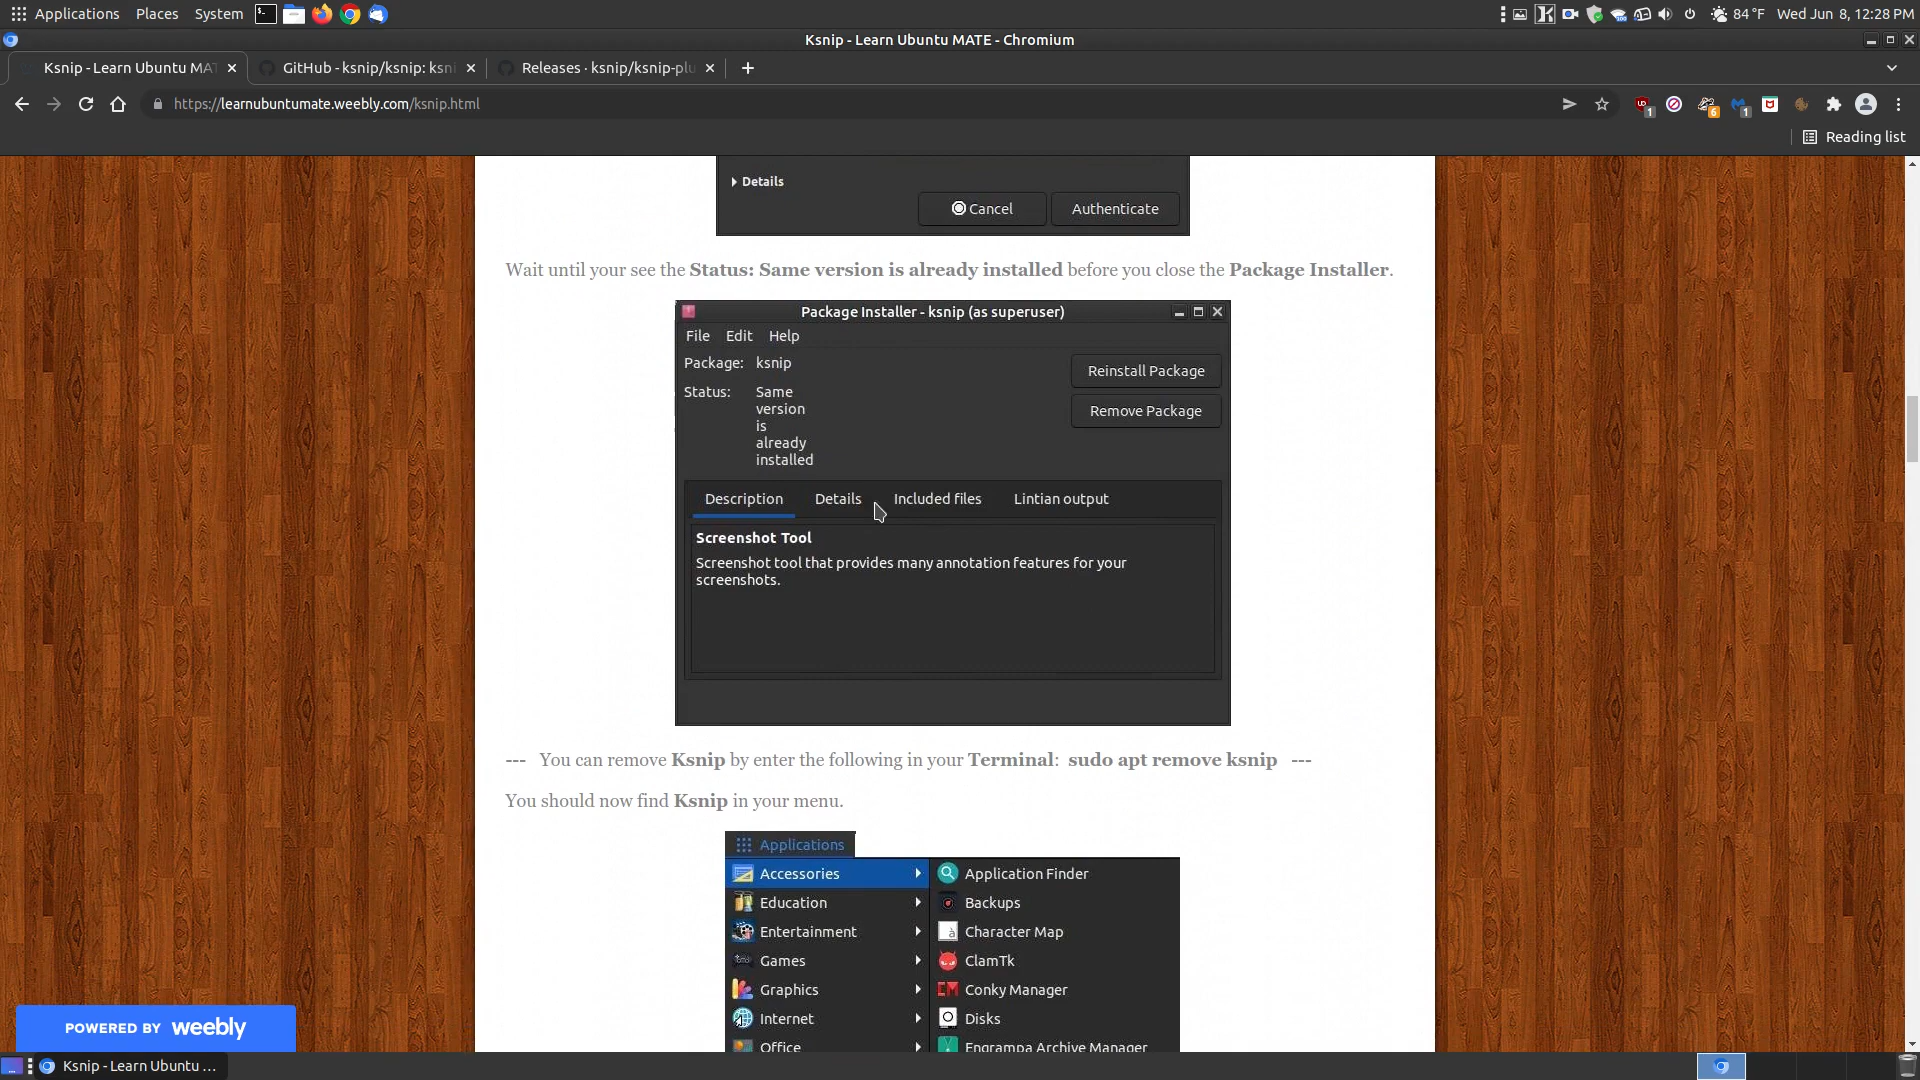 Applications Places System 84 °F Wed Jun 8, 12:28 PM
Ksnip - Learn Ubuntu MATE - Chromium
Ksnip - Learn Ubuntu MA GitHub - ksnip/ksnip: ksni Releases · ksnip/ksnip-plu
https://learnubuntumate.weebly.com/ksnip.html 1 6 1
Reading list
Details
Cancel Authenticate
Wait until your see the Status: Same version is already installed before you close the Package Installer.
Package Installer - ksnip (as superuser)
File Edit Help
Package: ksnip
Reinstall Package
Status: Same
version
is
already
installed
Remove Package
Description Details Included files Lintian output
Screenshot Tool
Screenshot tool that provides many annotation features for your
screenshots.
--- You can remove Ksnip by enter the following in your Terminal: sudo apt remove ksnip ---
You should now find Ksnip in your menu.
Applications
Accessories Application Finder
Education Backups
Entertainment Character Map
Games ClamTk
Graphics Conky Manager
Internet Disks
Office Engrampa Archive Manager
POWERED BY weebly
Ksnip - Learn Ubuntu ...